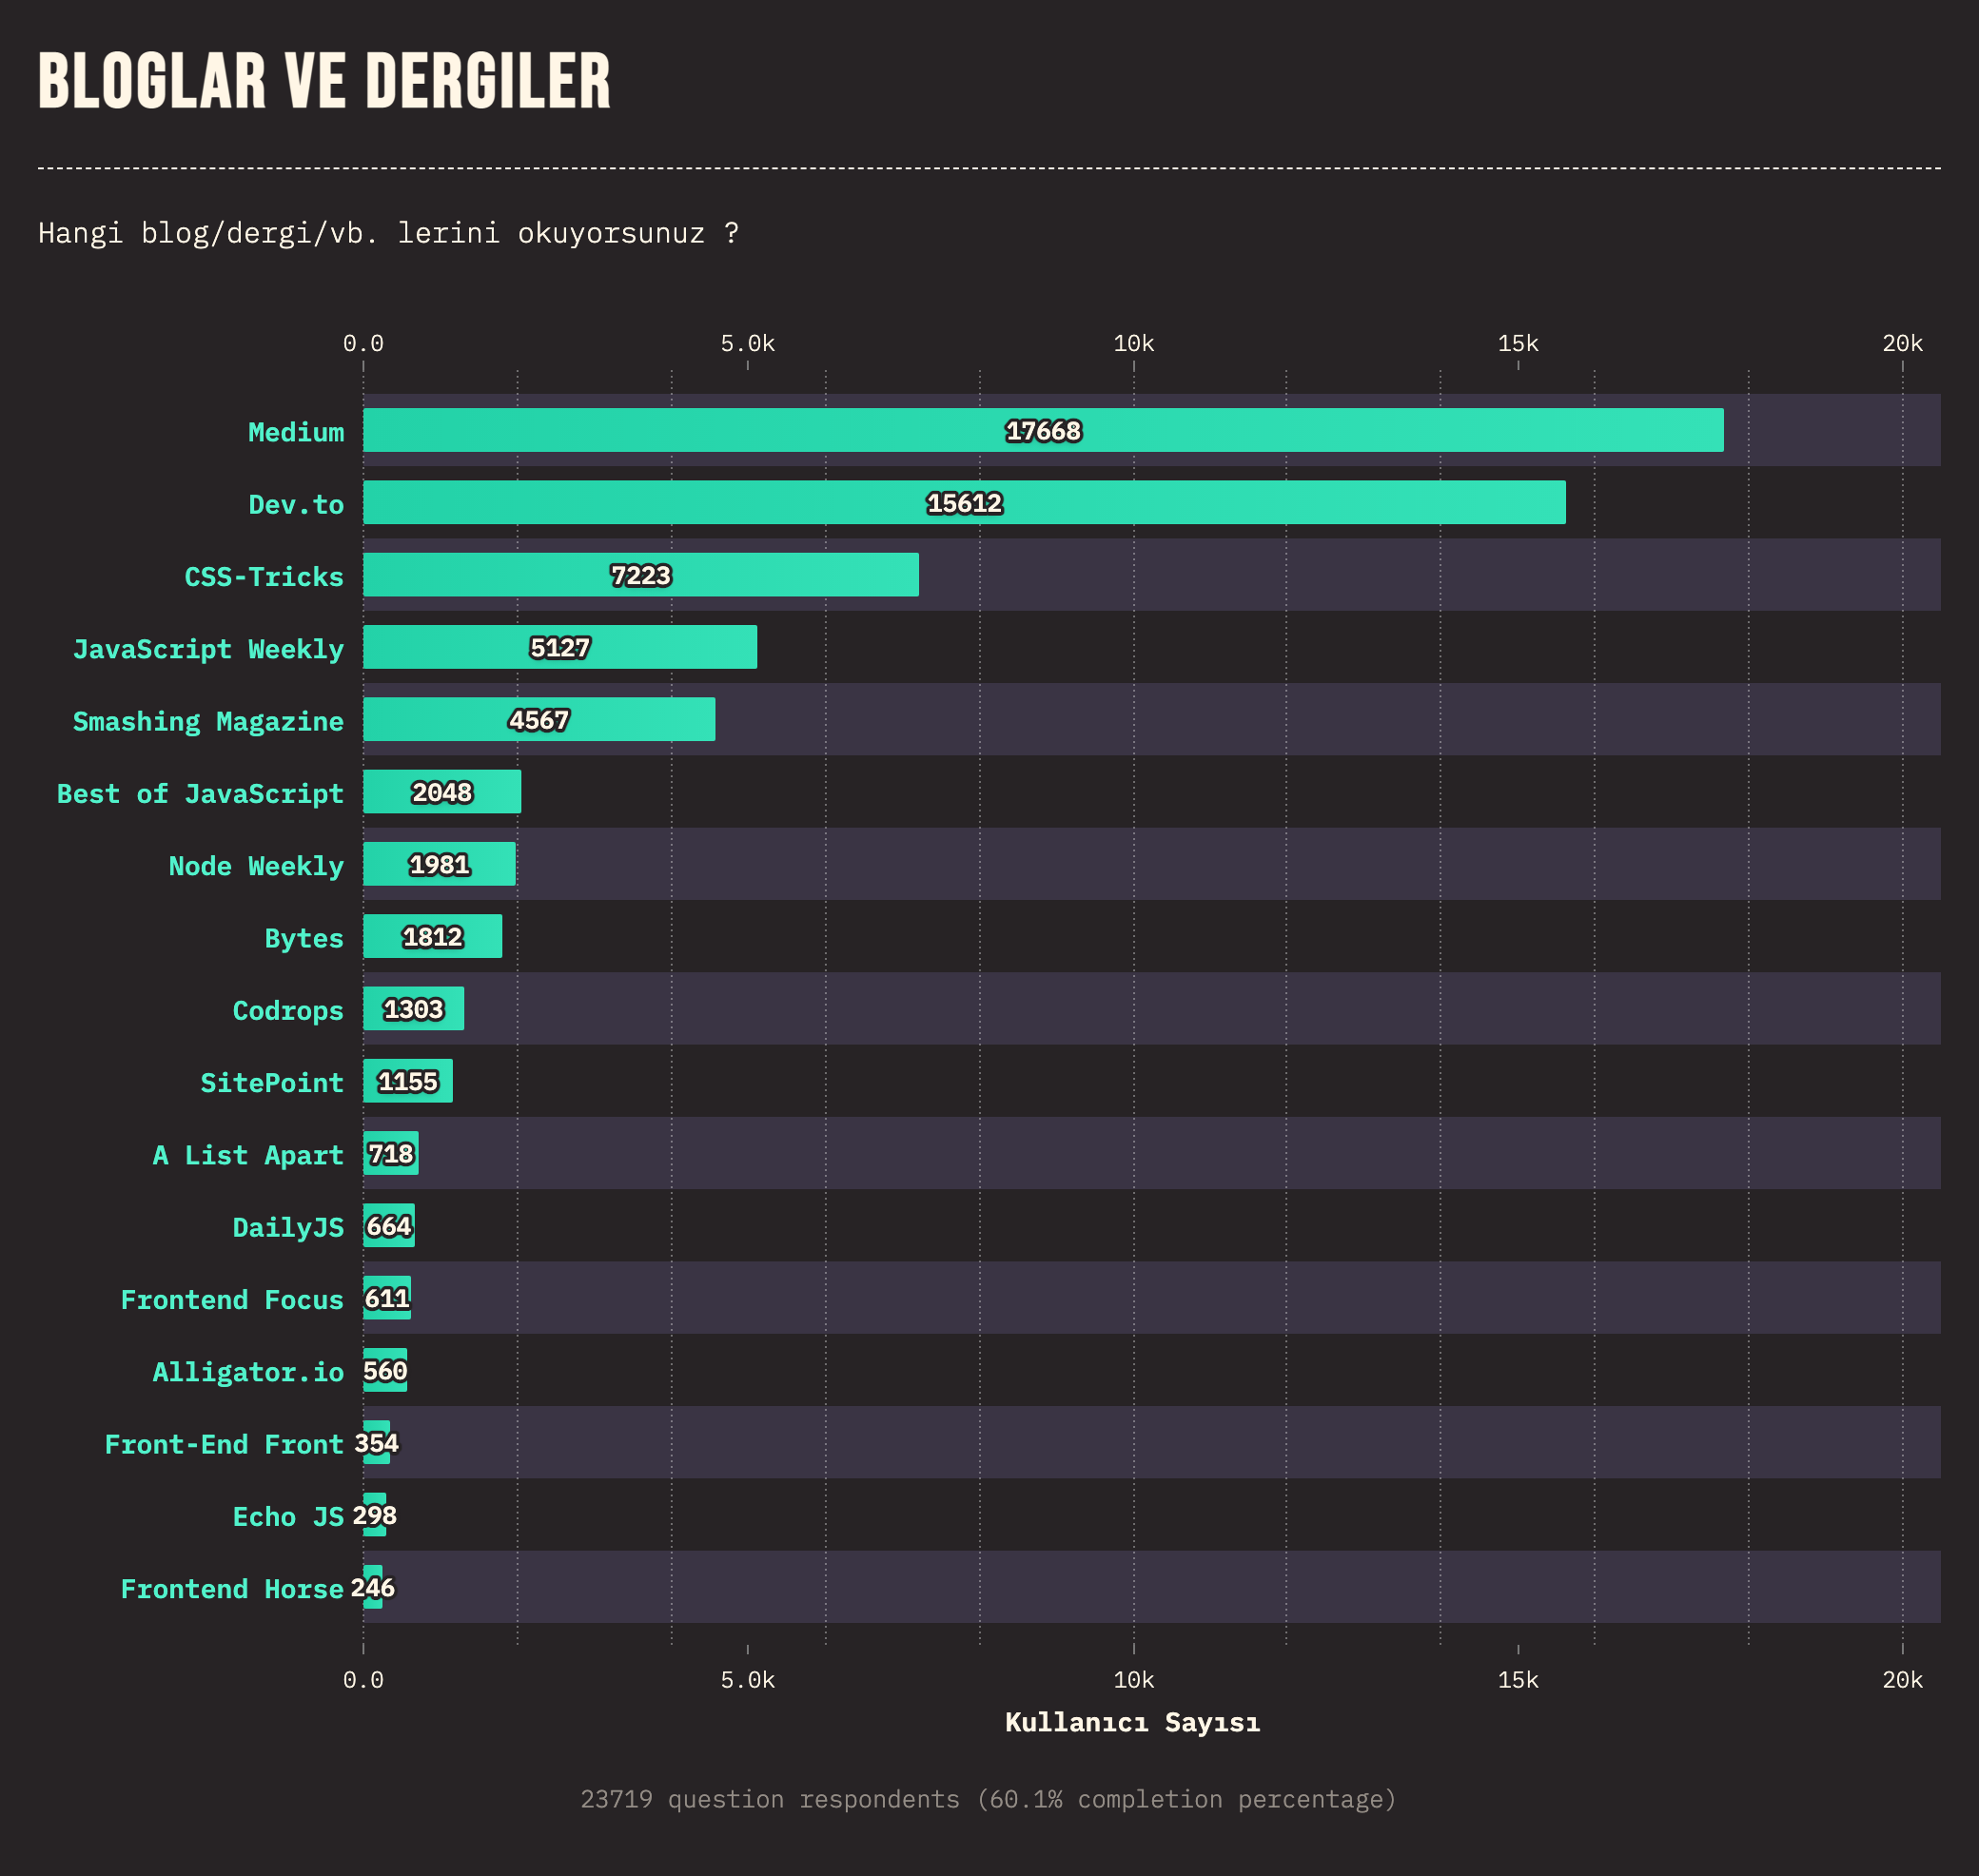 BLOGLAR VE DERGILER
Hangi blog/dergi/vb. lerini okuyorsunuz ?
0.0 5.0k 10k 15k 20k
Medium 17668
Dev.to 15612
CSS-Tricks 7223
JavaScript Weekly 5127
Smashing Magazine 4567
Best of JavaScript 2048
Node Weekly 1981
Bytes 1812
Codrops 1303
SitePoint 1155
A List Apart 718
DailyJS 664
Frontend Focus 611
Alligator.io 560
Front-End Front 354
Echo JS 298
Frontend Horse 246
0.0 5.0k 10k 15k 20k
Kullanıcı Sayısı
23719 question respondents (60.1% completion percentage)